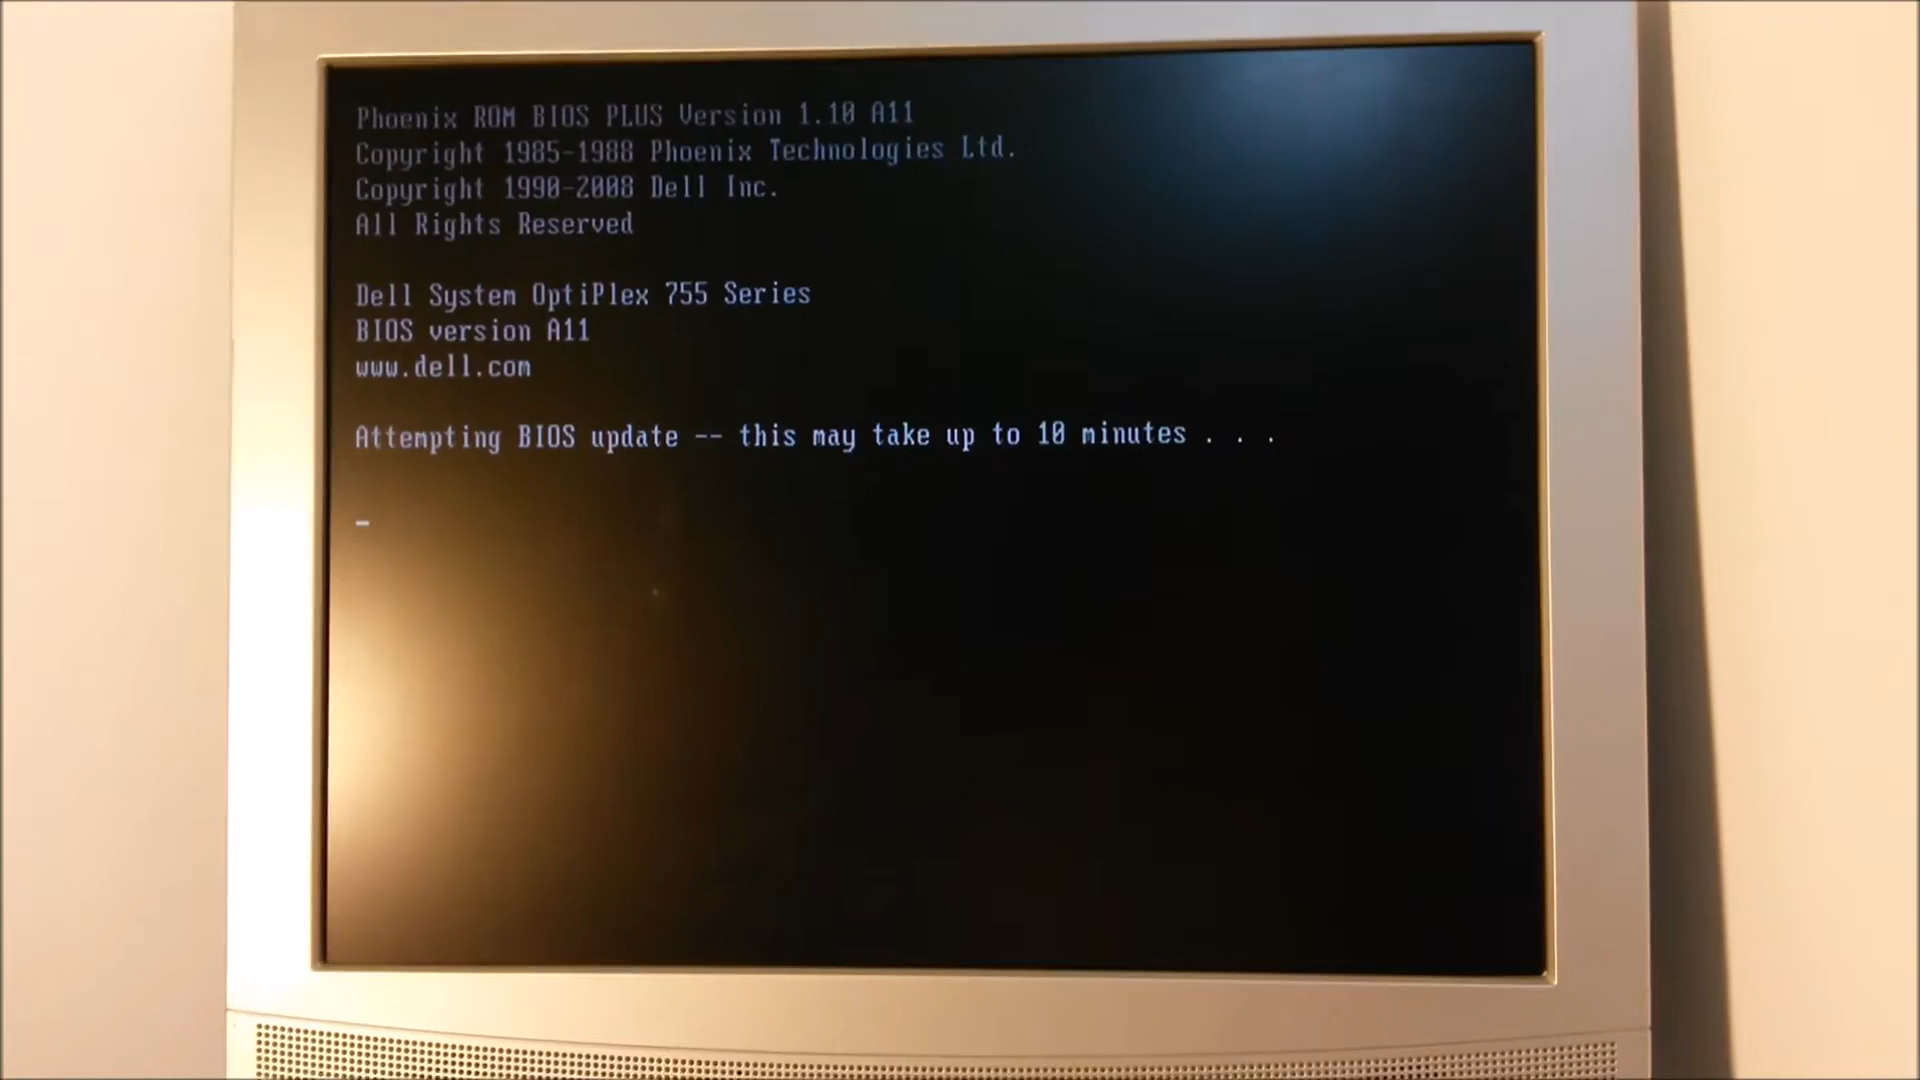 Phoenix ROM BIOS PLUS Version 1.10 A11
Copyright 1985-1988 Phoenix Technologies Ltd.
Copyright 1990-2008 Dell Inc.
All Rights Reserved
Dell System OptiPlex 755 Series
BIOS version A11
www.dell.com
Attempting BIOS update -- this may take up to 10 minutes . . .